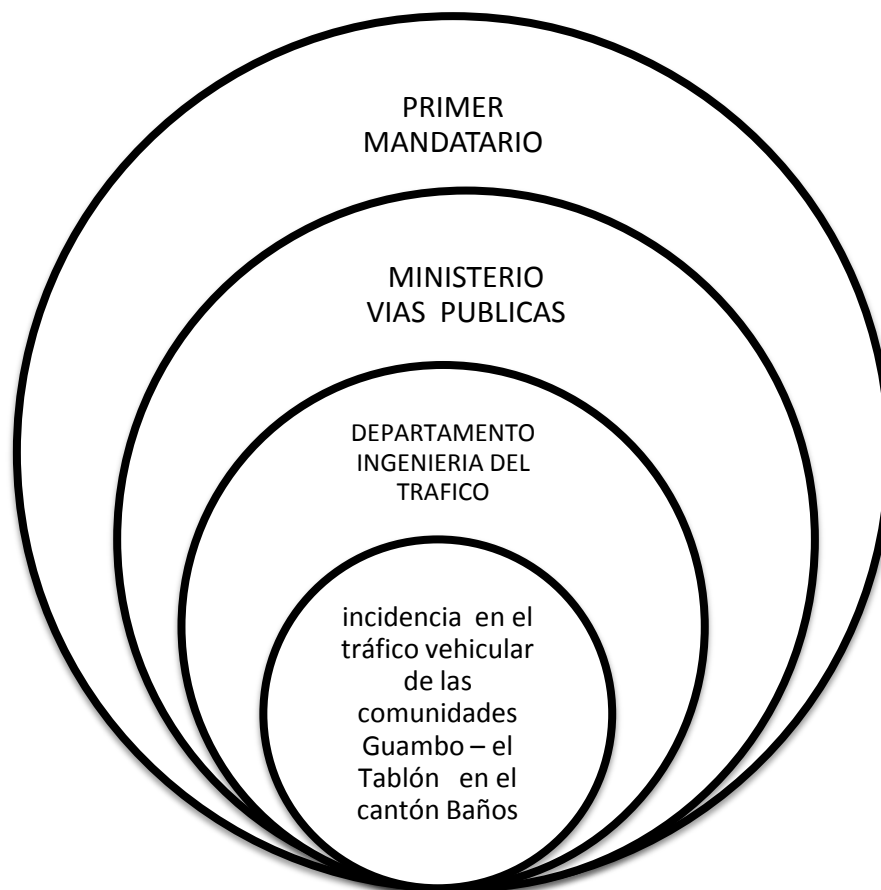 PRIMER
MANDATARIO
MINISTERIO
VIAS PUBLICAS
DEPARTAMENTO
INGENIERIA DEL
TRAFICO
incidencia en el
tráfico vehicular
de las
comunidades
Guambo – el
Tablón en el
cantón Baños